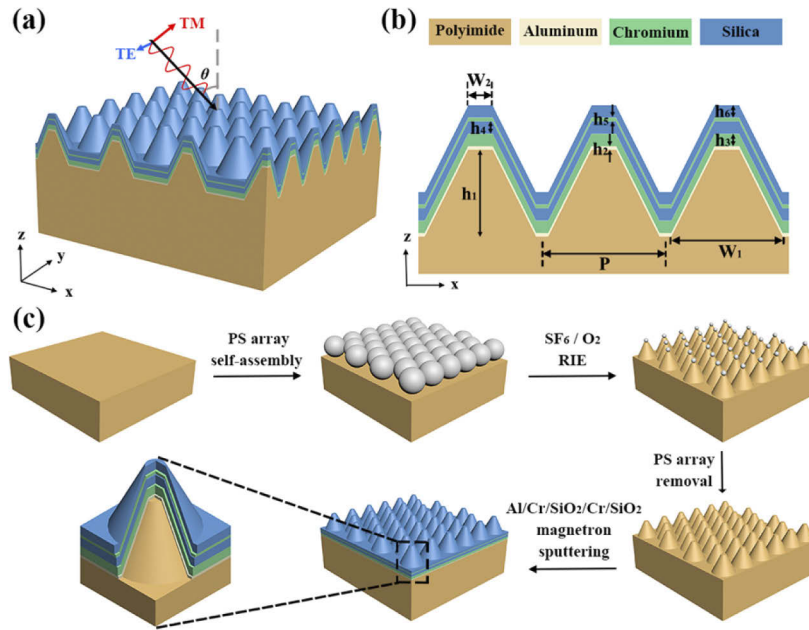 (a)
TM
TE
θ
z
y
x
(b)
Polyimide Aluminum Chromium Silica
W₂
h₄
h₅
h₆
h₂
h₃
h₁
P
W₁
z
x
(c)
PS array
self-assembly
SF₆ / O₂
RIE
PS array
removal
Al/Cr/SiO₂/Cr/SiO₂
magnetron
sputtering